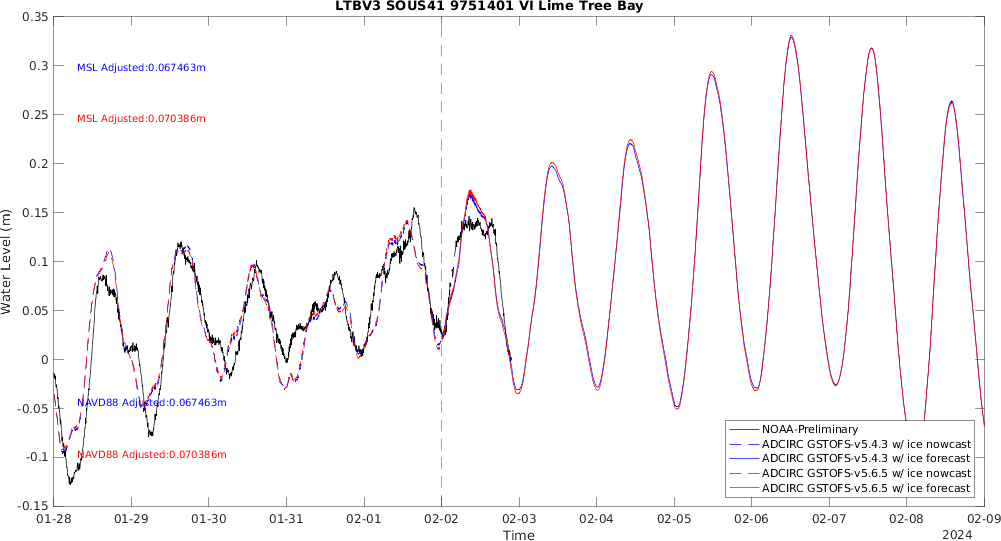 LTBV3 SOUS41 9751401 VI Lime Tree Bay
0.35
0.3
0.25
0.2
0.15
0.1
0.05
0
-0.05
-0.1
-0.15
Water Level (m)
MSL Adjusted:0.067463m
MSL Adjusted:0.070386m
NAVD88 Adjusted:0.067463m
NAVD88 Adjusted:0.070386m
NOAA-Preliminary
ADCIRC GSTOFS-v5.4.3 w/ ice nowcast
ADCIRC GSTOFS-v5.4.3 w/ ice forecast
ADCIRC GSTOFS-v5.6.5 w/ ice nowcast
ADCIRC GSTOFS-v5.6.5 w/ ice forecast
01-28 01-29 01-30 01-31 02-01 02-02 02-03 02-04 02-05 02-06 02-07 02-08 02-09
Time
2024